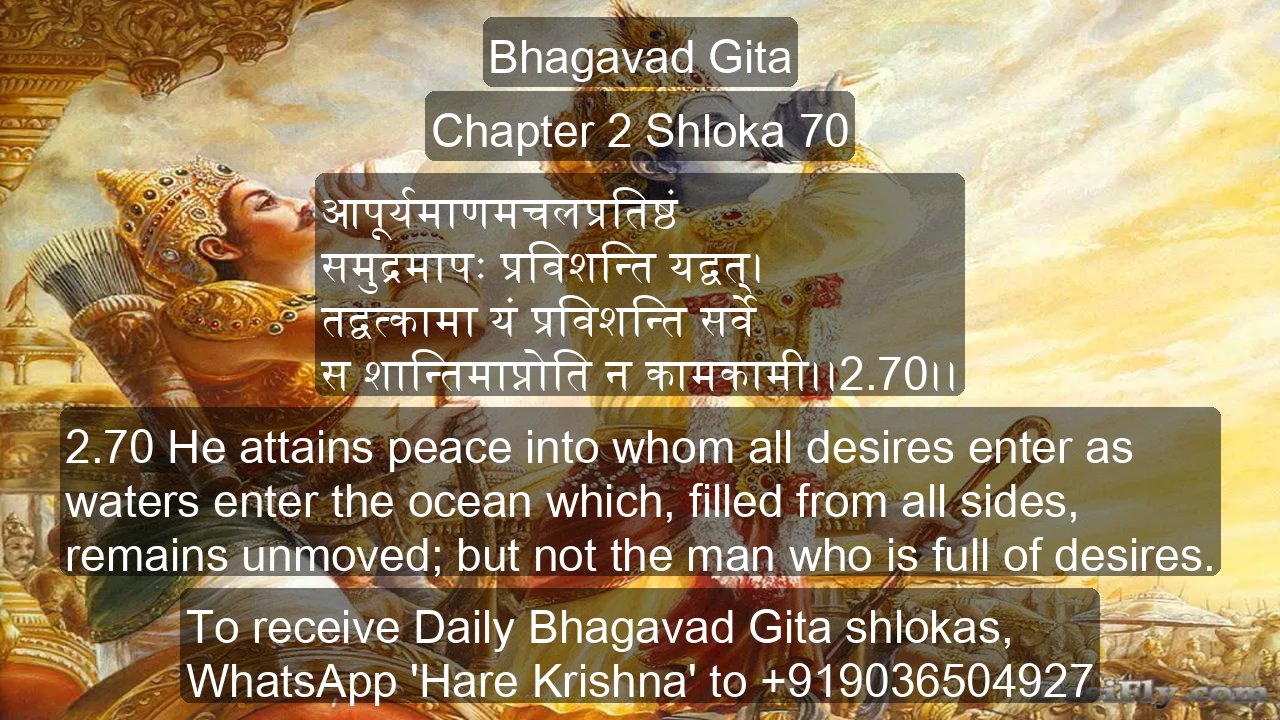 Bhagavad Gita
Chapter 2 Shloka 70
आपूर्यमाणमचलप्रतिष्ठं
समुद्रमापः प्रविशन्ति यद्वत्।
तद्वत्कामा यं प्रविशन्ति सर्वे
स शान्तिमाप्नोति न कामकामी।।2.70।।
2.70 He attains peace into whom all desires enter as
waters enter the ocean which, filled from all sides,
remains unmoved; but not the man who is full of desires.
To receive Daily Bhagavad Gita shlokas,
WhatsApp 'Hare Krishna' to +919036504927